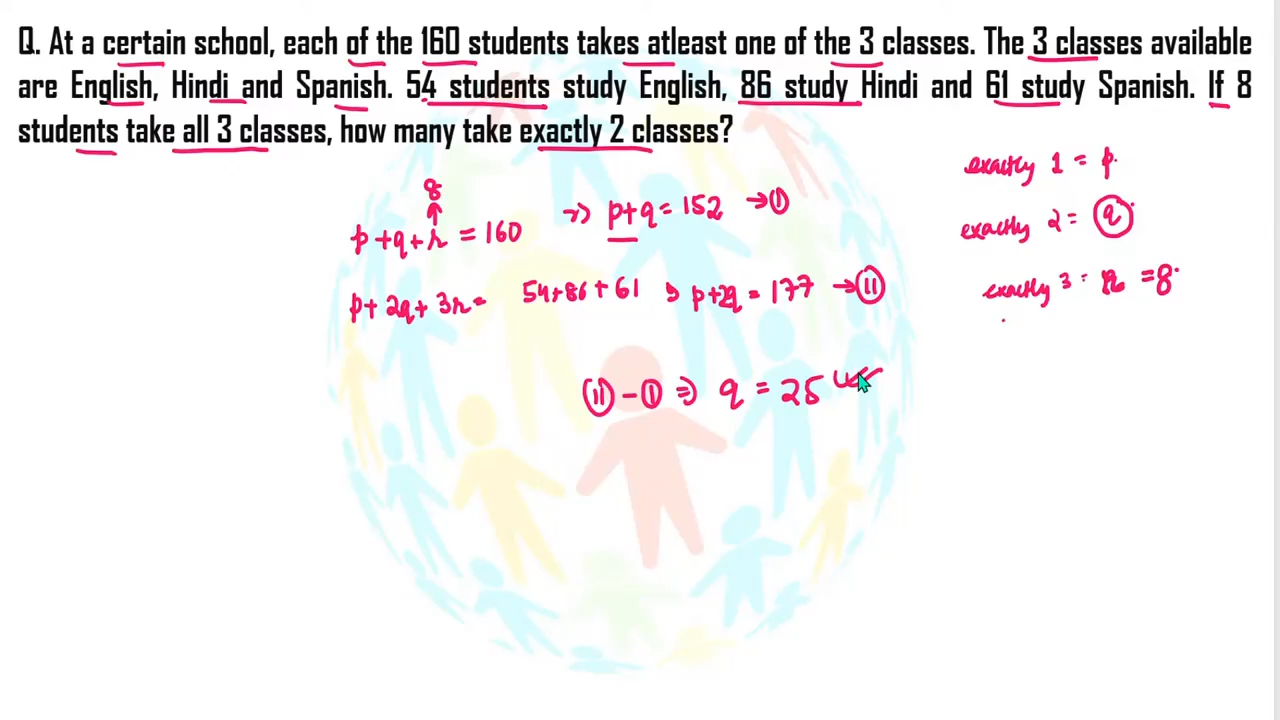 Q. At a certain school, each of the 160 students takes atleast one of the 3 classes. The 3 classes available
are English, Hindi and Spanish. 54 students study English, 86 study Hindi and 61 study Spanish. If 8
students take all 3 classes, how many take exactly 2 classes?
exactly 1 = p
exactly 2 = q
exactly 3 = r = 8
8
↑
p + q + r = 160 ⇒ p+q = 152 → (I)
p + 2q + 3r = 54+86+61 ⇒ p+2q = 177 → (II)
(II) − (I) ⇒ q = 25